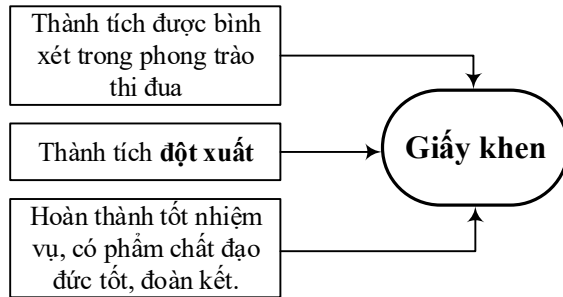 Thành tích được bình
xét trong phong trào
thi đua
Thành tích đột xuất
Giấy khen
Hoàn thành tốt nhiệm
vụ, có phẩm chất đạo
đức tốt, đoàn kết.